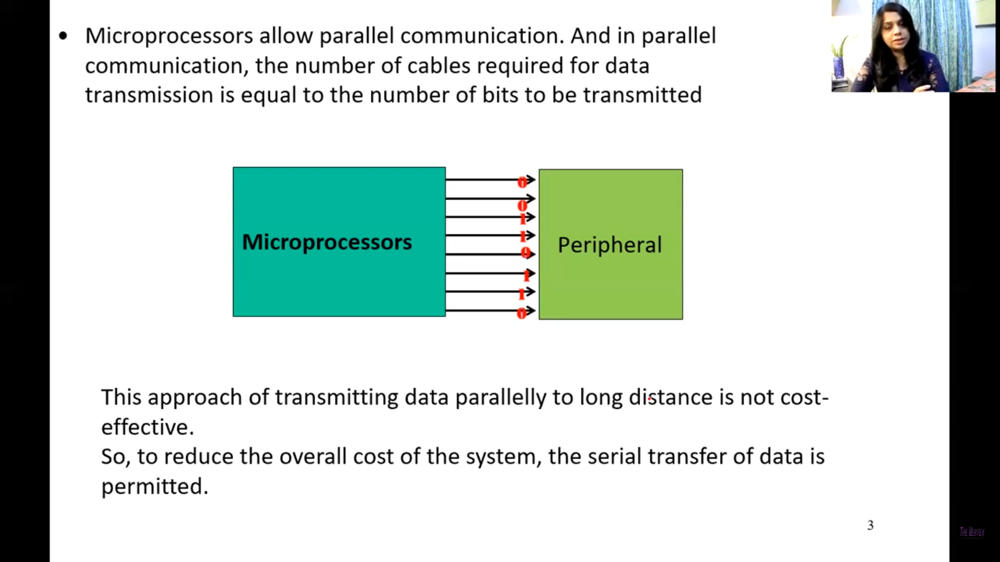 • Microprocessors allow parallel communication. And in parallel
communication, the number of cables required for data
transmission is equal to the number of bits to be transmitted
Microprocessors
0
0
1
1
0
1
1
0
Peripheral
This approach of transmitting data parallelly to long distance is not cost-
effective.
So, to reduce the overall cost of the system, the serial transfer of data is
permitted.
3
THE VERTEX